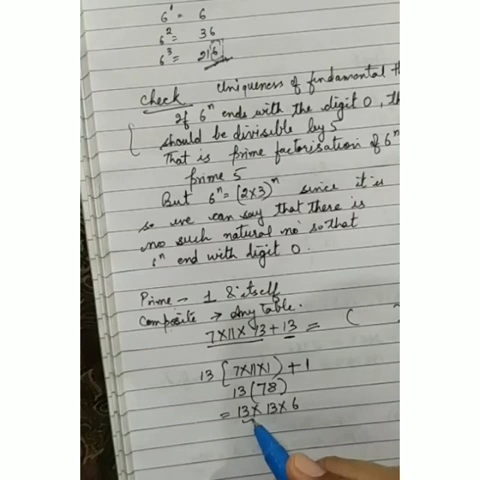 6¹ = 6
6² = 36
6³ = 216
check Uniqueness of fundamental th
If 6ⁿ ends with the digit 0, th
should be divisible by 5
That is prime factorisation of 6ⁿ
prime 5
But 6ⁿ = (2×3)ⁿ since it is
so we can say that there is
no such natural no so that
6ⁿ end with digit 0.
Prime – 1 & itself
Composite → Any table.
7×11×13+13 = (
13 [7×11×1) + 1
13(78)
= 13×13×6